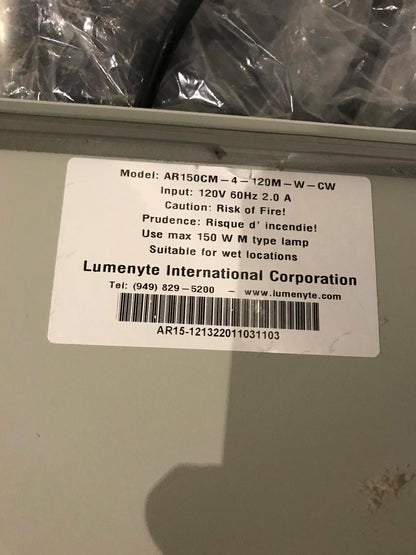 Model: AR150CM-4-120M-W-CW
Input: 120V 60Hz 2.0 A
Caution: Risk of Fire!
Prudence: Risque d' incendie!
Use max 150 W M type lamp
Suitable for wet locations
Lumenyte International Corporation
Tel: (949) 829-5200 - www.lumenyte.com
AR15-121322011031103